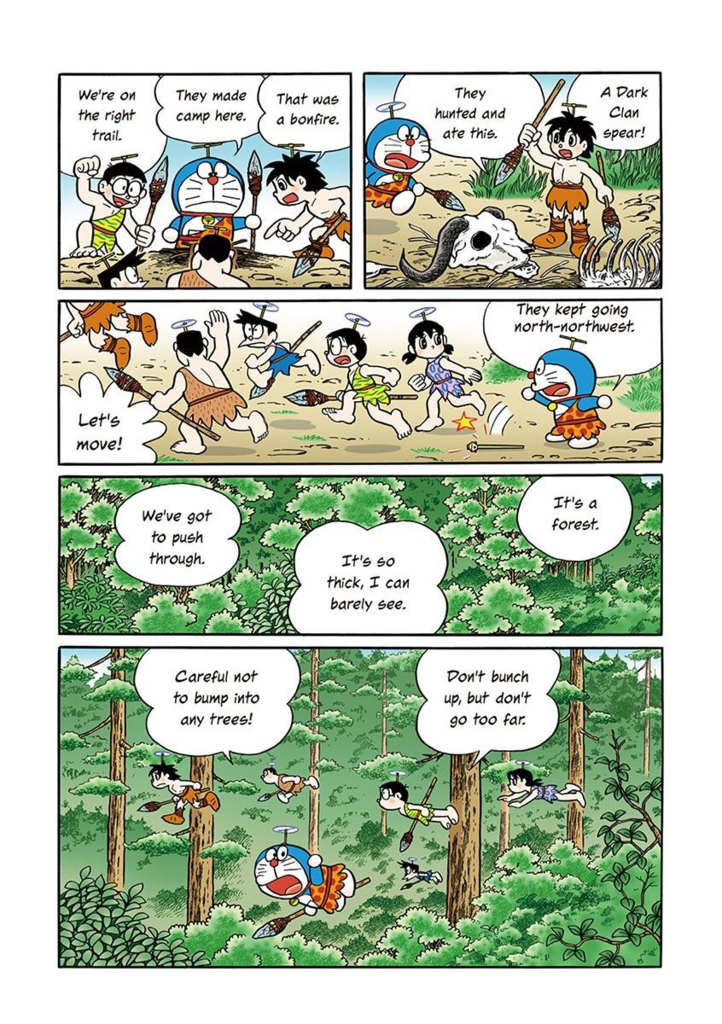 We're on
the right
trail.
They made
camp here.
That was
a bonfire.
They
hunted and
ate this.
A Dark
Clan
spear!
Let's
move!
They kept going
north-northwest.
We've got
to push
through.
It's so
thick, I can
barely see.
It's a
forest.
Careful not
to bump into
any trees!
Don't bunch
up, but don't
go too far.